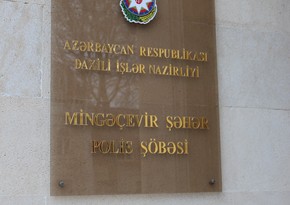 AZƏRBAYCAN RESPUBLİKASI
DAXİLİ İŞLƏR NAZİRLİYİ
MİNGƏÇEVİR ŞƏHƏR
POLİS ŞÖBƏSİ